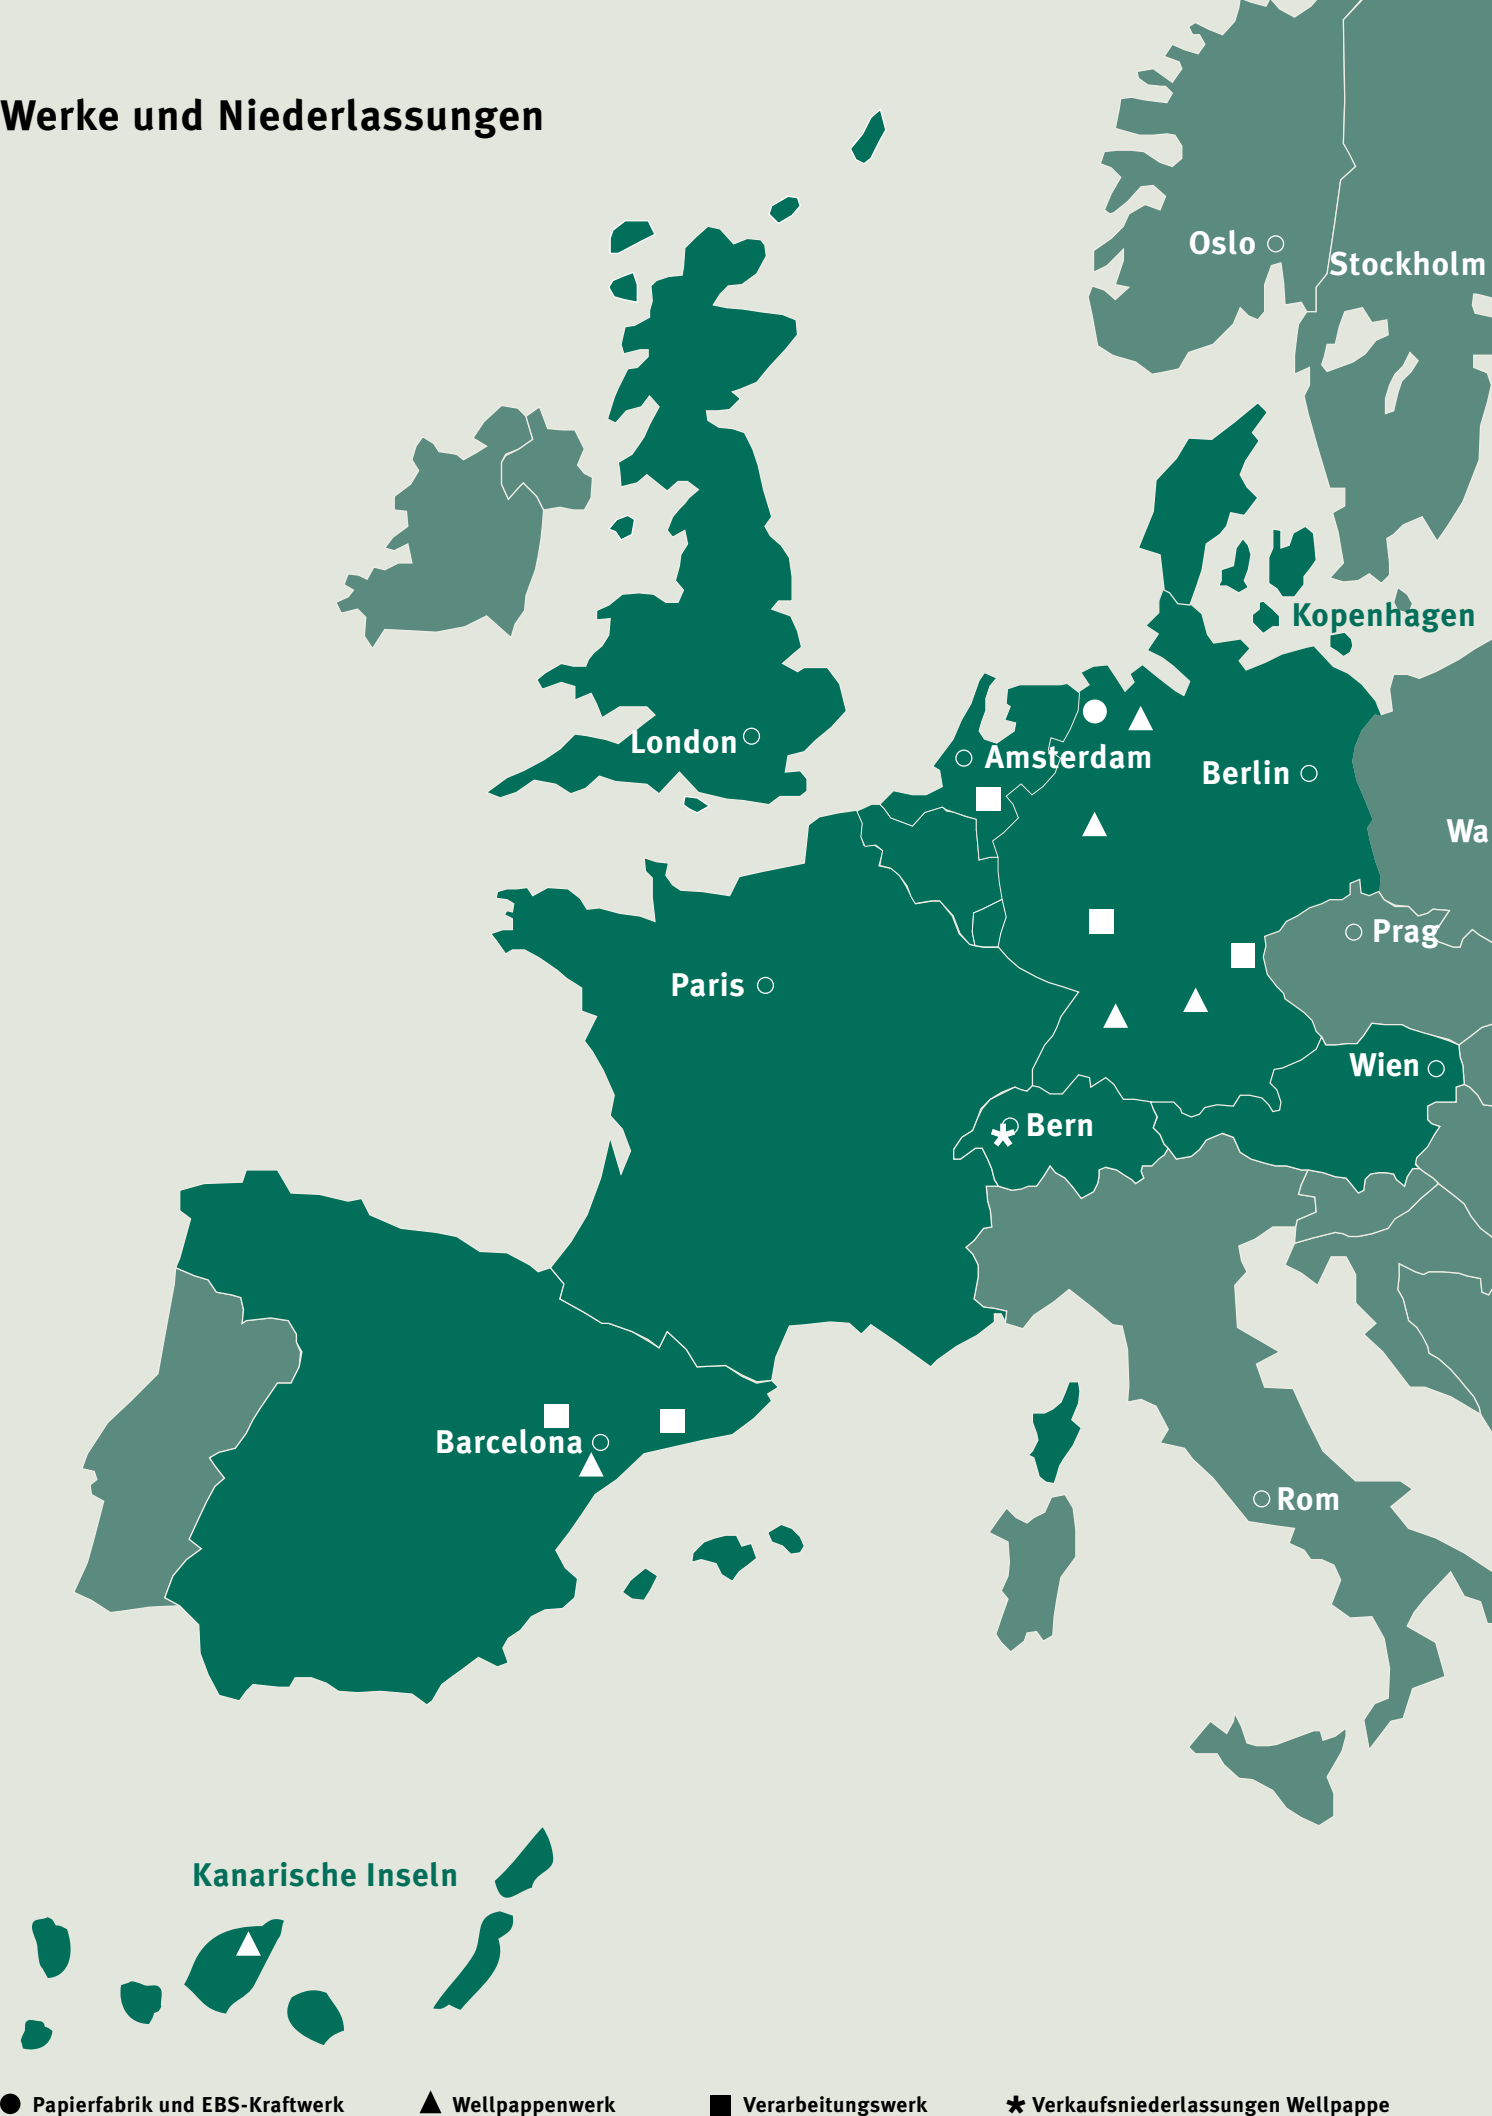 Werke und Niederlassungen
Oslo
Stockholm
Kopenhagen
London
Amsterdam
Berlin
Wa
Prag
Paris
Wien
Bern
Barcelona
Rom
Kanarische Inseln
Papierfabrik und EBS-Kraftwerk
Wellpappenwerk
Verarbeitungswerk
* Verkaufsniederlassungen Wellpappe